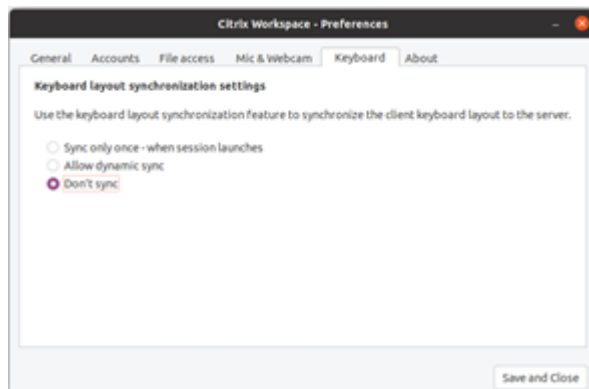 Citrix Workspace - Preferences
General Accounts File access Mic & Webcam Keyboard About
Keyboard layout synchronization settings
Use the keyboard layout synchronization feature to synchronize the client keyboard layout to the server.
Sync only once - when session launches
Allow dynamic sync
Don't sync
Save and Close